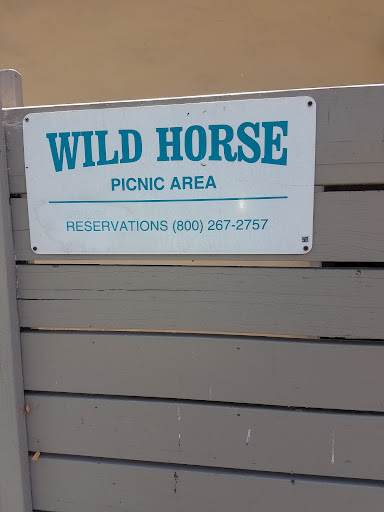 WILD HORSE
PICNIC AREA
RESERVATIONS (800) 267-2757